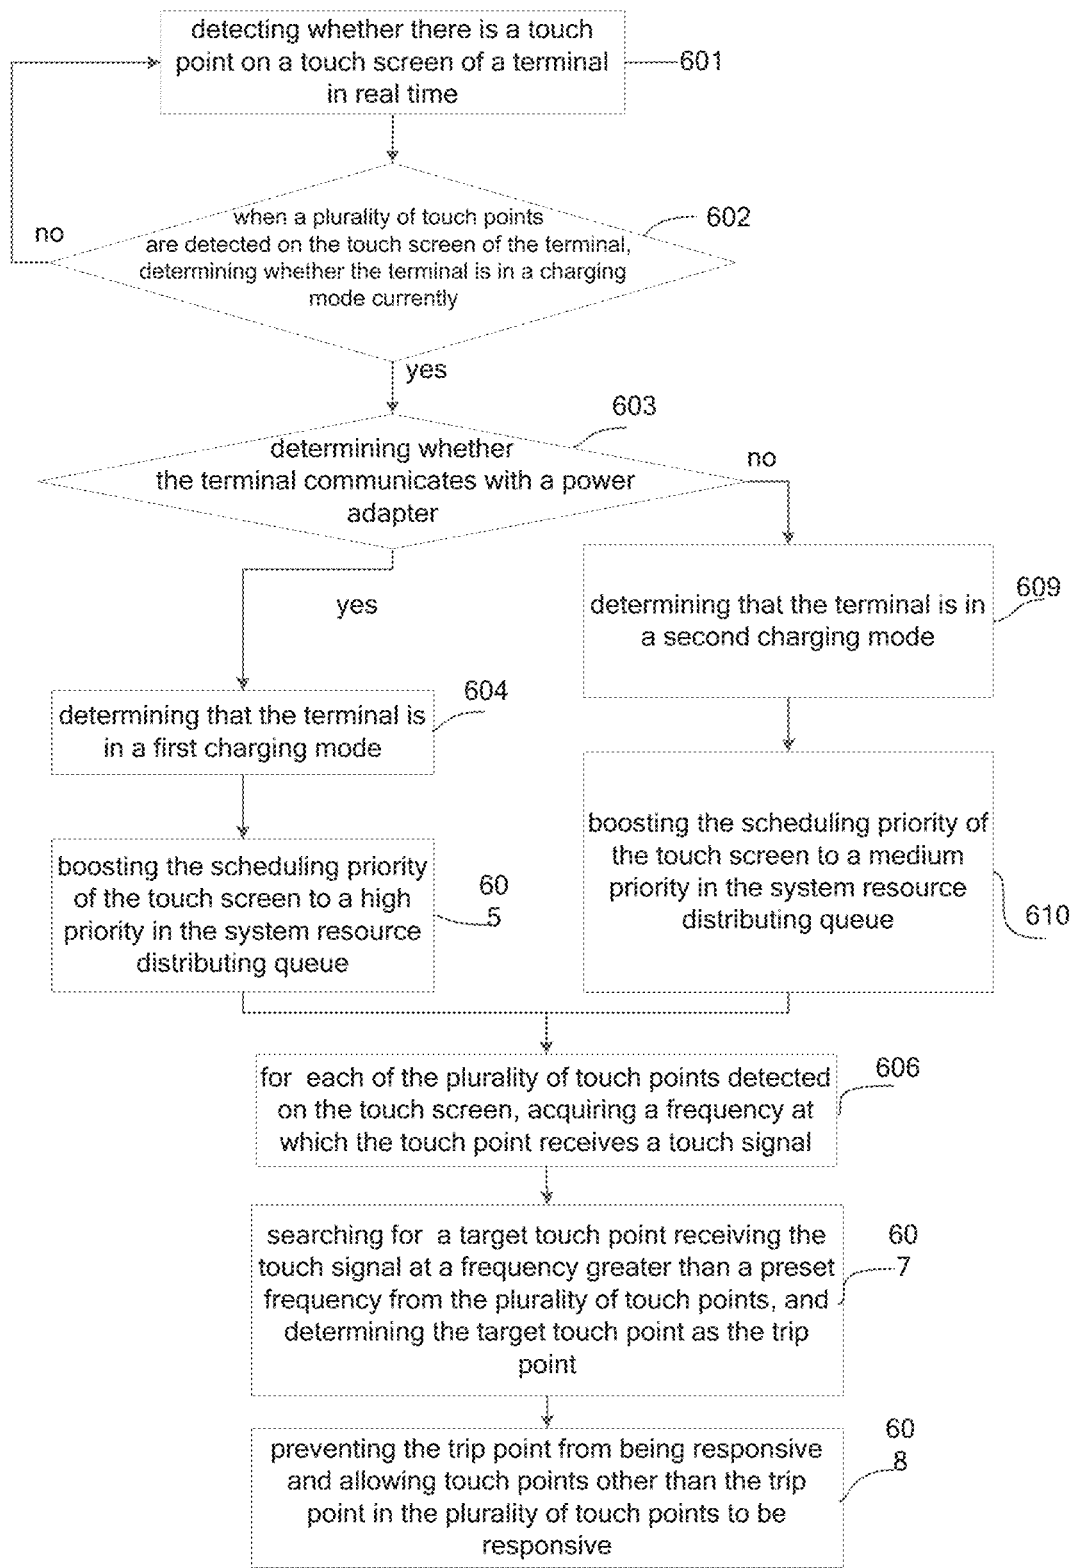 detecting whether there is a touch
point on a touch screen of a terminal
in real time
601
when a plurality of touch points
are detected on the touch screen of the terminal,
determining whether the terminal is in a charging
mode currently
602
no
yes
603
determining whether
the terminal communicates with a power
adapter
no
yes
609
determining that the terminal is in
a second charging mode
604
determining that the terminal is
in a first charging mode
boosting the scheduling priority
of the touch screen to a high
priority in the system resource
distributing queue
60
5
boosting the scheduling priority of
the touch screen to a medium
priority in the system resource
distributing queue
610
for each of the plurality of touch points detected
on the touch screen, acquiring a frequency at
which the touch point receives a touch signal
606
searching for a target touch point receiving the
touch signal at a frequency greater than a preset
frequency from the plurality of touch points, and
determining the target touch point as the trip
point
60
7
preventing the trip point from being responsive
and allowing touch points other than the trip
point in the plurality of touch points to be
responsive
60
8